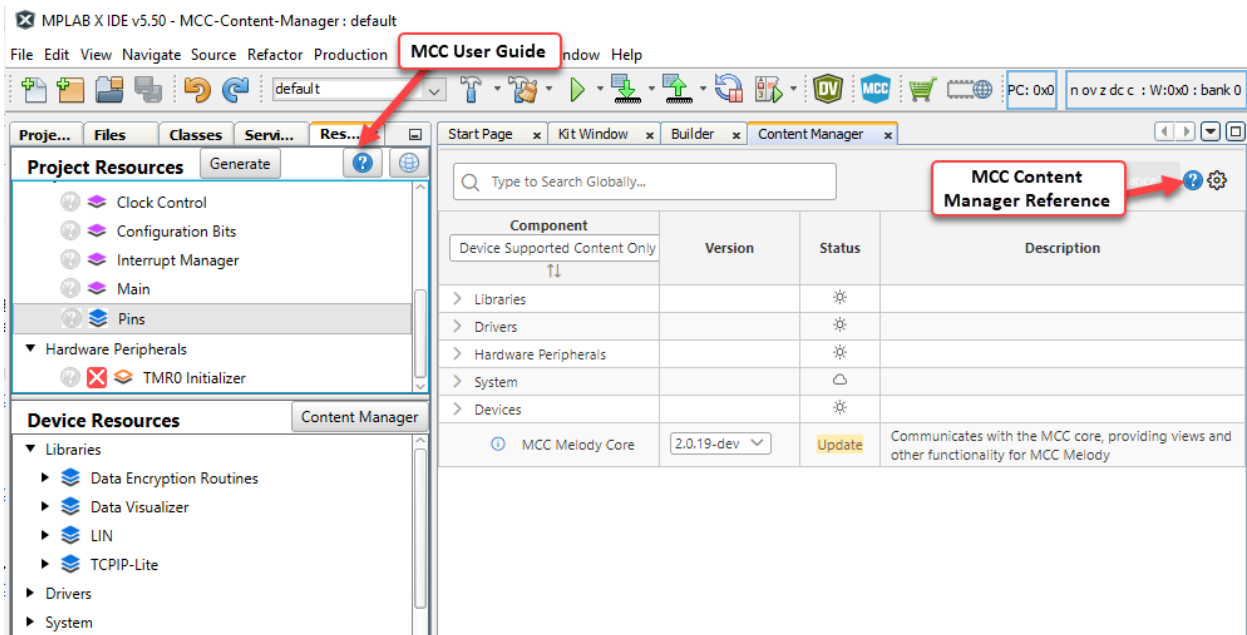 MPLAB X IDE v5.50 - MCC-Content-Manager : default
File Edit View Navigate Source Refactor Production
MCC User Guide
ndow Help
default
DV
MCC
PC: 0x0
n ov z dc c : W:0x0 : bank 0
Proje...
Files
Classes
Servi...
Res...
Start Page x
Kit Window x
Builder x
Content Manager x
Project Resources
Generate
?
Type to Search Globally...
MCC Content
Manager Reference
?
Clock Control
Configuration Bits
Interrupt Manager
Main
Pins
Hardware Peripherals
TMR0 Initializer
Component
Device Supported Content Only
Version
Status
Description
Libraries
Drivers
Hardware Peripherals
System
Devices
MCC Melody Core
2.0.19-dev
Update
Communicates with the MCC core, providing views and
other functionality for MCC Melody
Device Resources
Content Manager
Libraries
Data Encryption Routines
Data Visualizer
LIN
TCPIP-Lite
Drivers
System